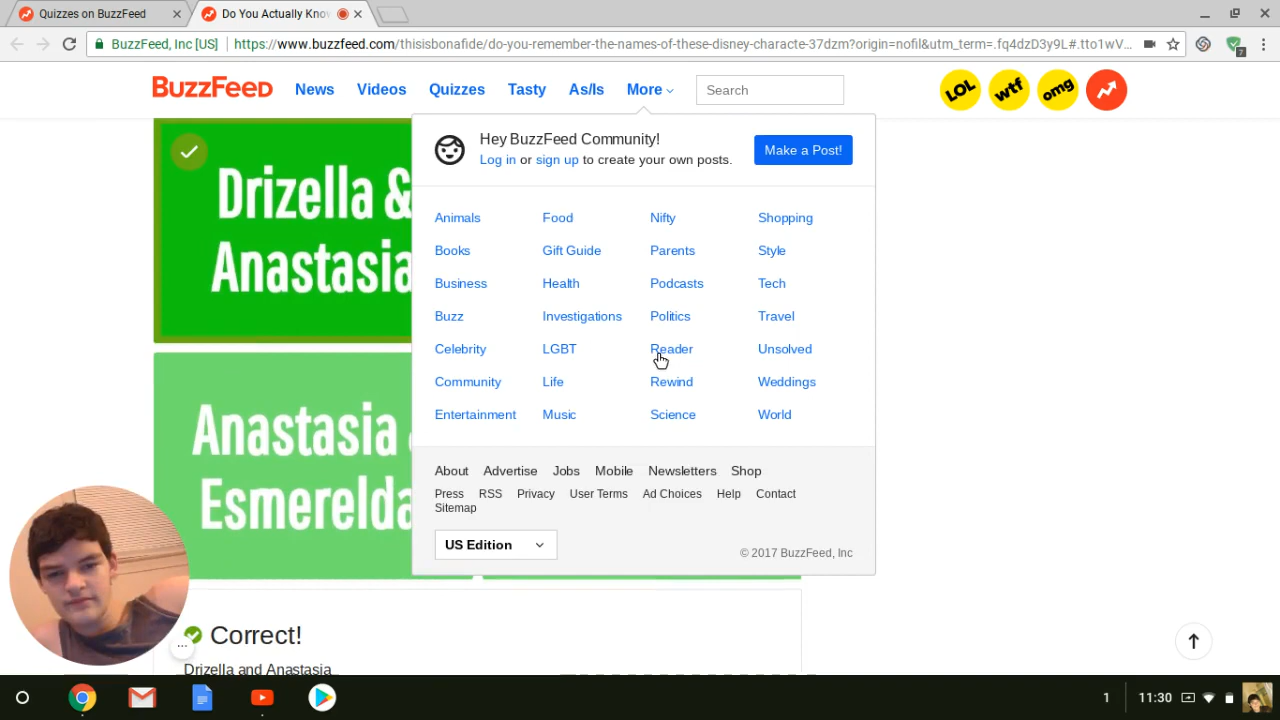 Quizzes on BuzzFeed
Do You Actually Kno
BuzzFeed, Inc [US]
https://www.buzzfeed.com/thisisbonafide/do-you-remember-the-names-of-these-disney-characte-37dzm?origin=nofil&utm_term=.fq4dzD3y9L#.tto1wV...
7
BuzzFeed
News
Videos
Quizzes
Tasty
As/Is
More
Search
LOL
wtf
omg
Hey BuzzFeed Community!
Log in or sign up to create your own posts.
Make a Post!
Drizella &
Anastasia
Animals Food Nifty Shopping
Books Gift Guide Parents Style
Business Health Podcasts Tech
Buzz Investigations Politics Travel
Celebrity LGBT Reader Unsolved
Community Life Rewind Weddings
Entertainment Music Science World
Anastasia
Esmerelda
About Advertise Jobs Mobile Newsletters Shop
Press RSS Privacy User Terms Ad Choices Help Contact
Sitemap
US Edition
© 2017 BuzzFeed, Inc
Correct!
Drizella and Anastasia
...
1
11:30